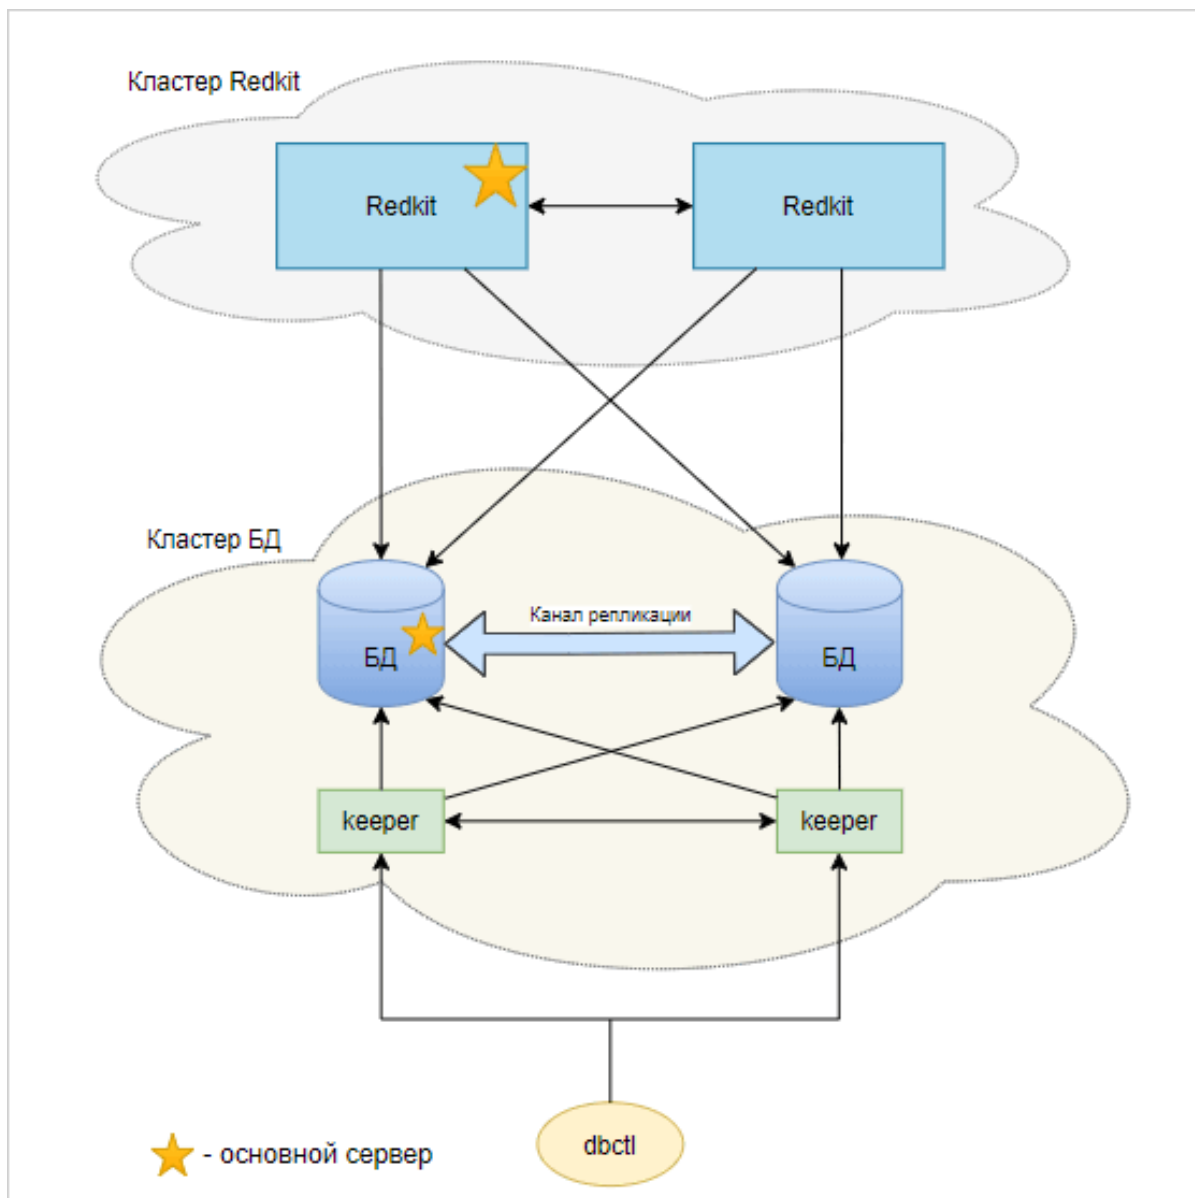 Кластер Redkit
Redkit
Redkit
Кластер БД
Канал репликации
БД
БД
keeper
keeper
dbctl
- основной сервер